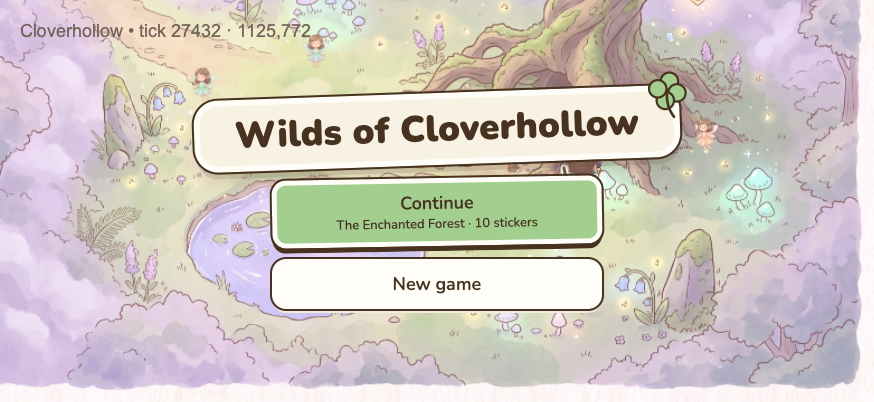 Cloverhollow • tick 27432 · 1125,772
Wilds of Cloverhollow
Continue
The Enchanted Forest · 10 stickers
New game